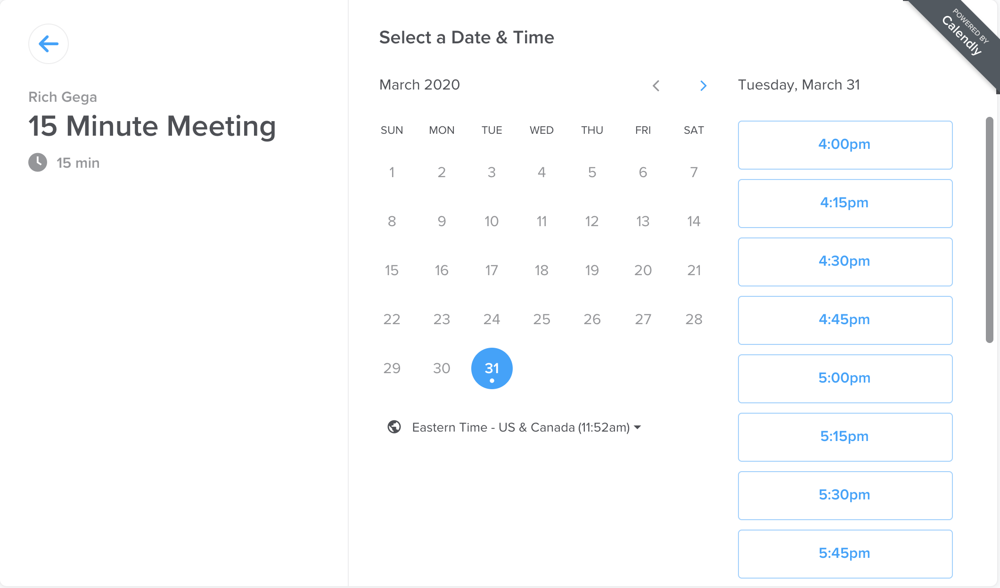 Rich Gega
15 Minute Meeting
15 min
Select a Date & Time
March 2020
SUN MON TUE WED THU FRI SAT
1 2 3 4 5 6 7
8 9 10 11 12 13 14
15 16 17 18 19 20 21
22 23 24 25 26 27 28
29 30 31
Eastern Time - US & Canada (11:52am)
Tuesday, March 31
4:00pm
4:15pm
4:30pm
4:45pm
5:00pm
5:15pm
5:30pm
5:45pm
POWERED BY
Calendly